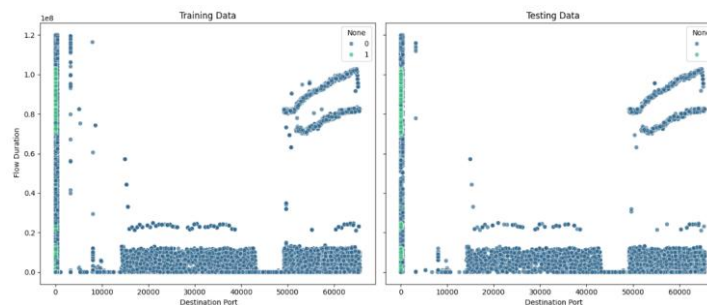 Training Data
Testing Data
1e8
None
0
1
None
0
1.2
1.0
0.8
0.6
0.4
0.2
0.0
Flow Duration
0 10000 20000 30000 40000 50000 60000
0 10000 20000 30000 40000 50000 60000
Destination Port
Destination Port